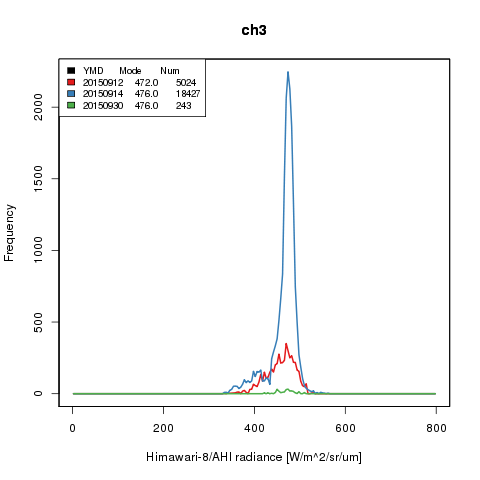 ch3
YMD Mode Num
20150912 472.0 5024
20150914 476.0 18427
20150930 476.0 243
Frequency
0 500 1000 1500 2000
0 200 400 600 800
Himawari-8/AHI radiance [W/m^2/sr/um]